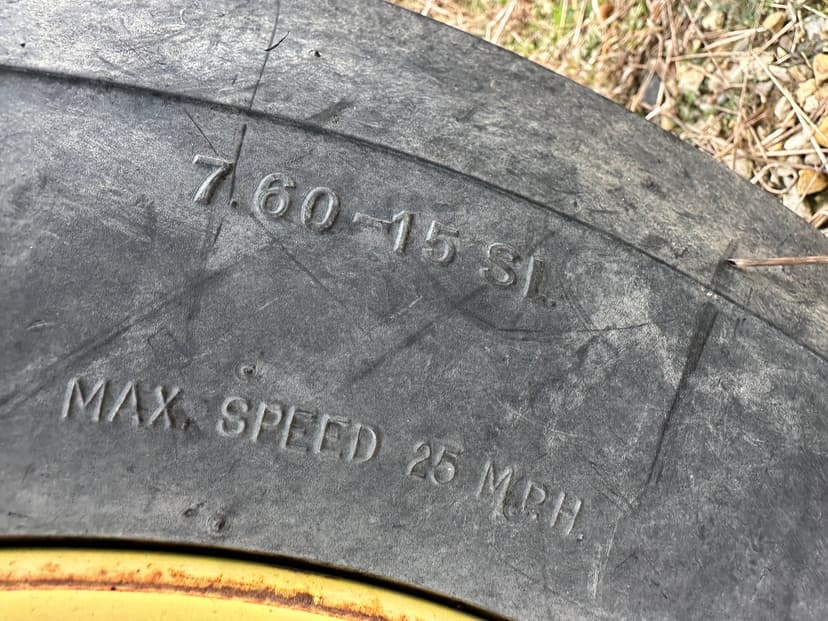 7.60-15 SL
MAX. SPEED 25 M.P.H.